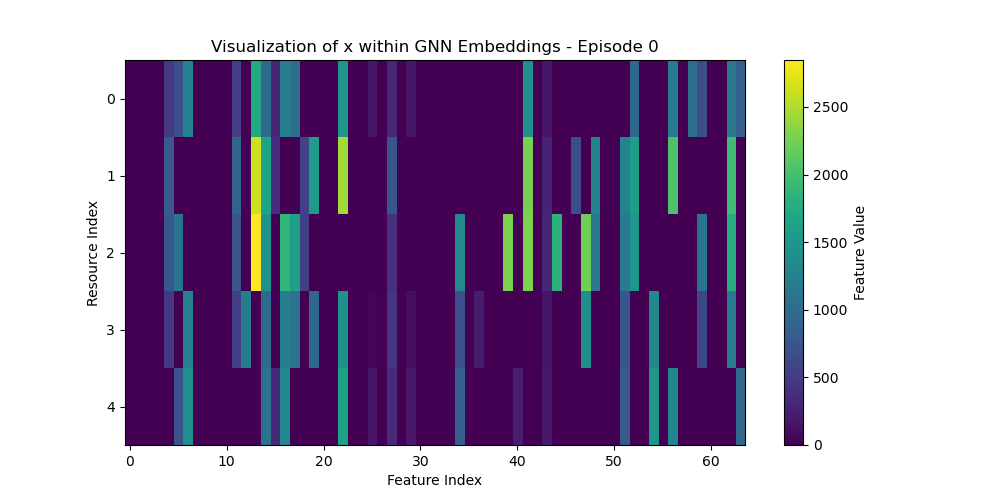 Visualization of x within GNN Embeddings - Episode 0
Resource Index
0
1
2
3
4
0 10 20 30 40 50 60
Feature Index
2500
2000
1500
1000
500
0
Feature Value